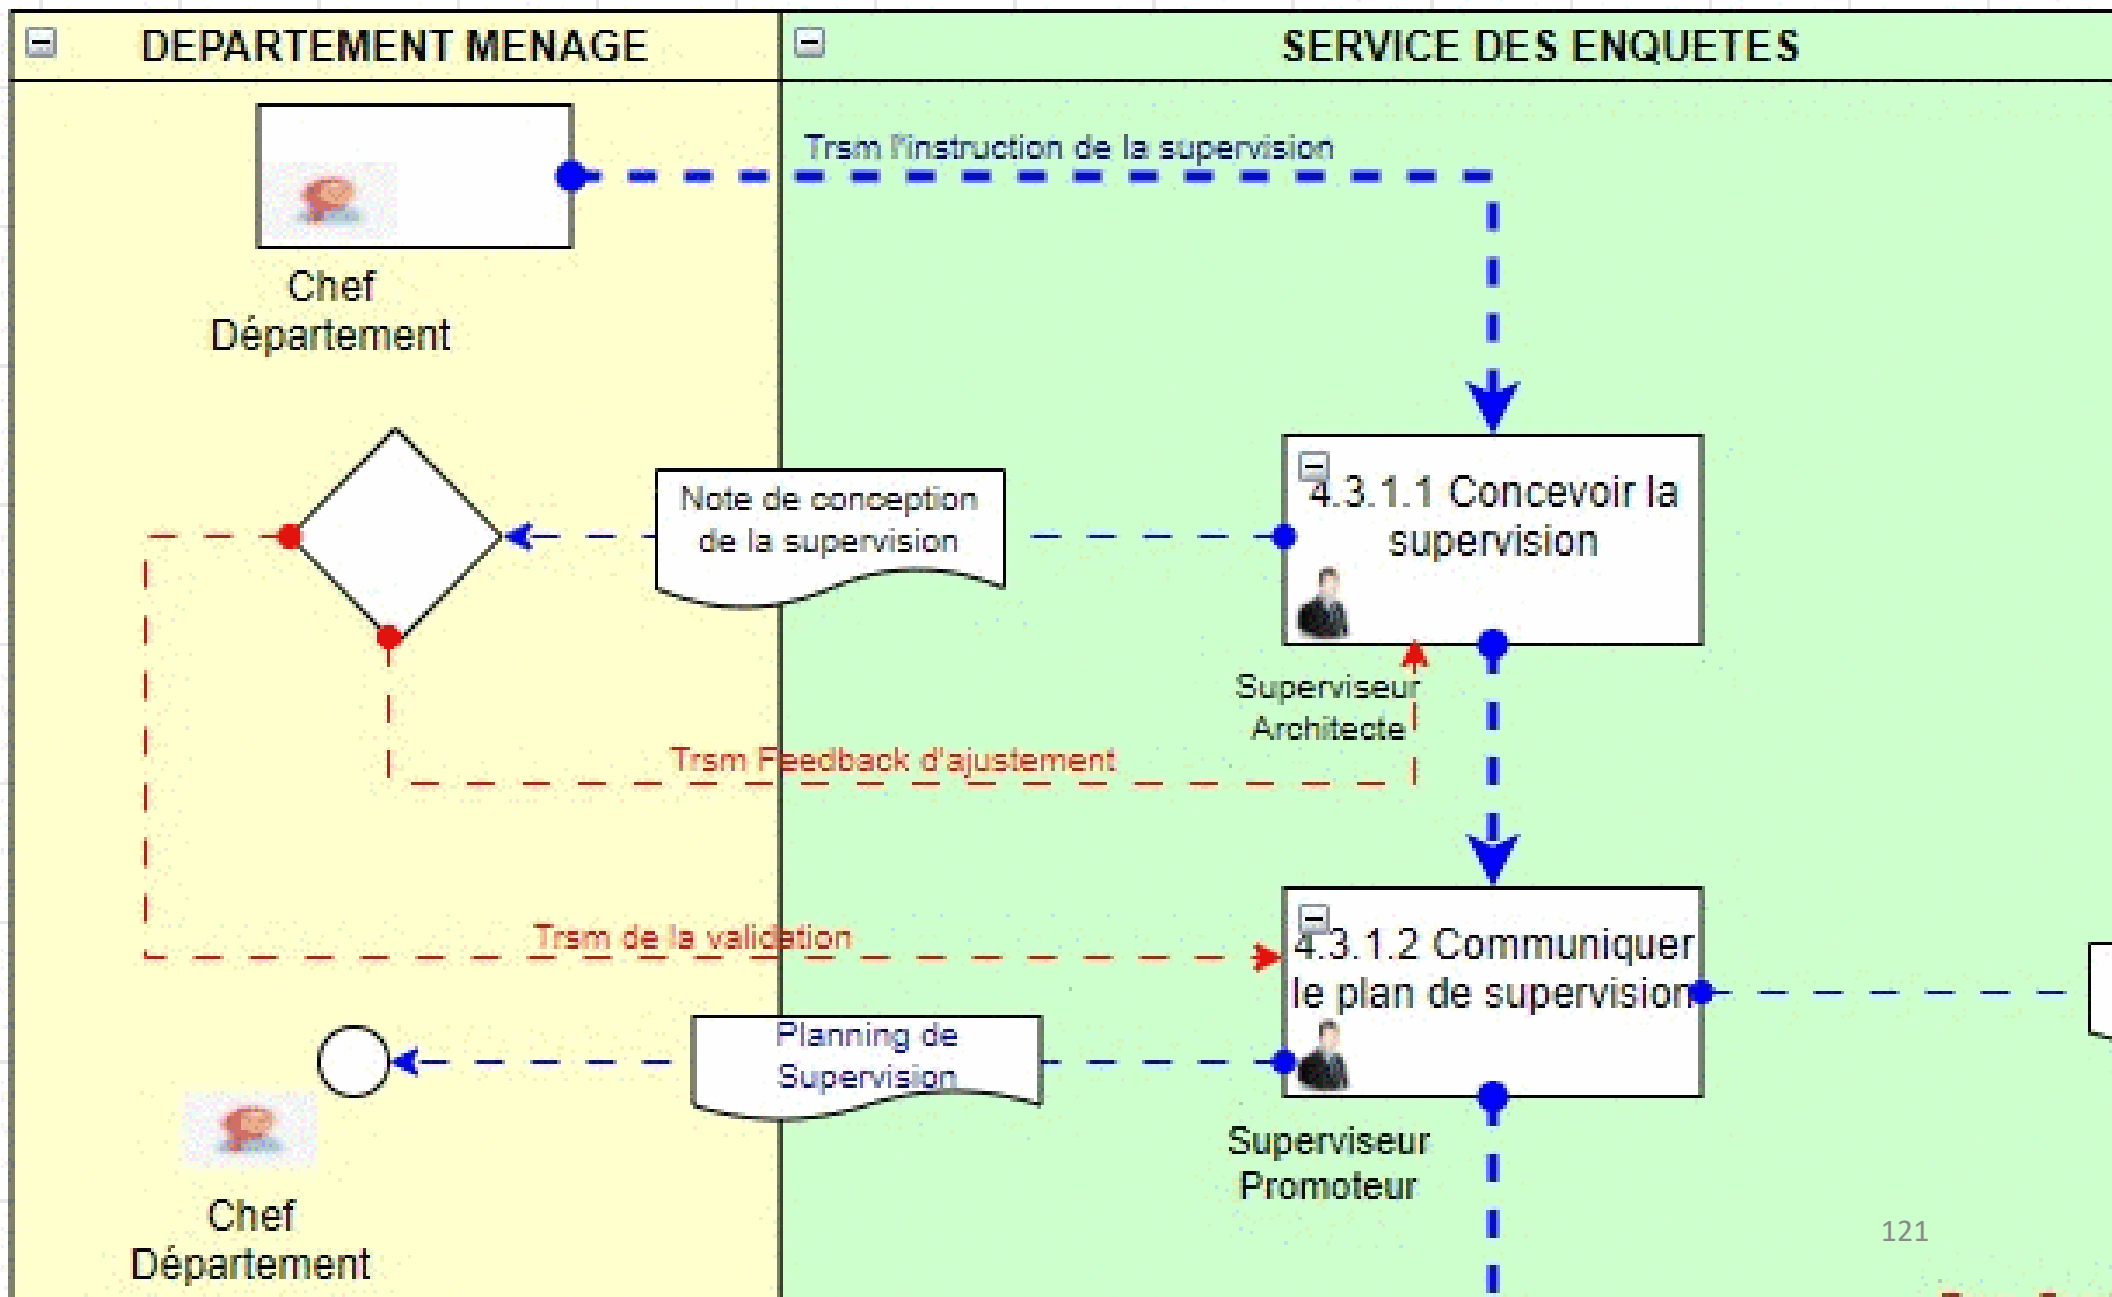 DEPARTEMENT MENAGE
SERVICE DES ENQUETES
Trsm l'instruction de la supervision
Chef
Département
Note de conception
de la supervision
4.3.1.1 Concevoir la
supervision
Superviseur
Architecte
Trsm Feedback d'ajustement
Trsm de la validation
4.3.1.2 Communiquer
le plan de supervision
Planning de
Supervision
Superviseur
Promoteur
Chef
Département
121